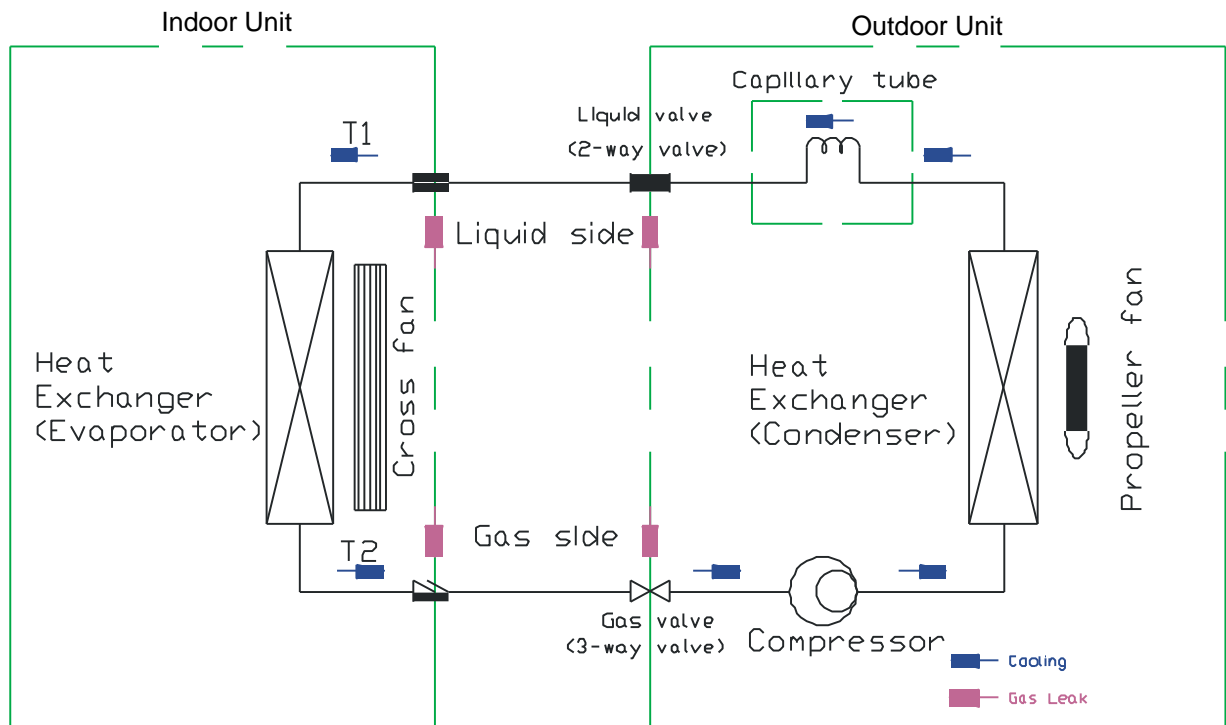 Indoor Unit
Outdoor Unit
Capillary tube
Liquid valve
(2-way valve)
T1
Liquid side
Heat
Exchanger
(Evaporator)
Cross fan
Heat
Exchanger
(Condenser)
Propeller fan
Gas side
T2
Gas valve
(3-way valve)
Compressor
Cooling
Gas Leak